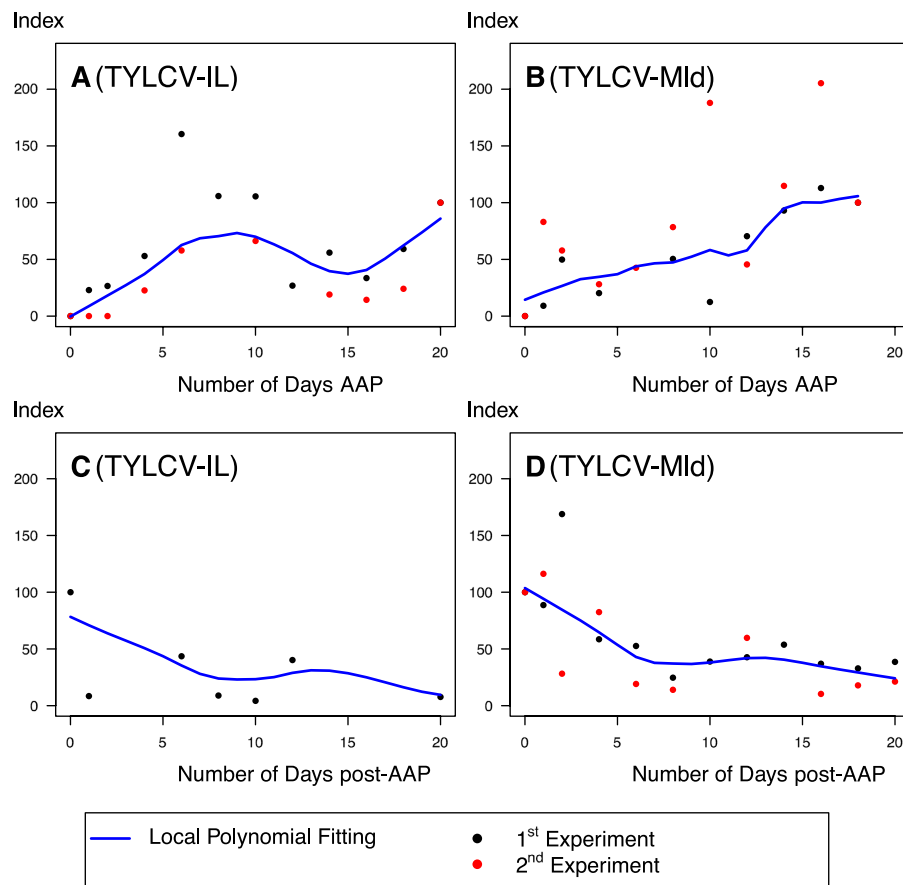 Index
Index
A (TYLCV-IL)
B (TYLCV-Mld)
200
150
100
50
0
0 5 10 15 20
Number of Days AAP
200
150
100
50
0
0 5 10 15 20
Number of Days AAP
Index
Index
C (TYLCV-IL)
D (TYLCV-Mld)
200
150
100
50
0
0 5 10 15 20
Number of Days post-AAP
200
150
100
50
0
0 5 10 15 20
Number of Days post-AAP
Local Polynomial Fitting
1st Experiment
2nd Experiment